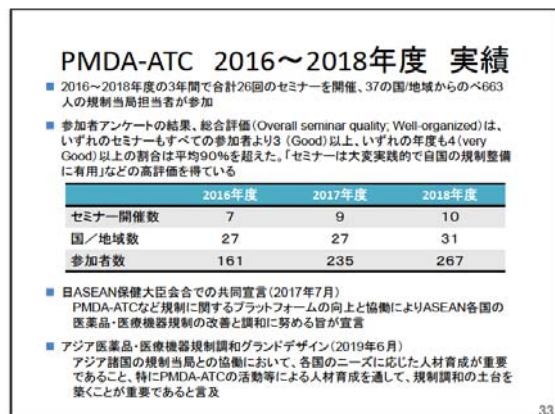 PMDA-ATC 2016～2018年度 実績
■ 2016～2018年度の3年間で合計26回のセミナーを開催、37の国/地域からのべ663
人の規制当局担当者が参加
■ 参加者アンケートの結果、総合評価(Overall seminar quality; Well-organized)は、
いずれのセミナーもすべての参加者より3 (Good)以上、いずれの年度も4(very
Good)以上の割合は平均90%を超えた。「セミナーは大変実践的で自国の規制整備
に有用」などの高評価を得ている
2016年度 2017年度 2018年度
セミナー開催数 7 9 10
国／地域数 27 27 31
参加者数 161 235 267
■ 日ASEAN保健大臣会合での共同宣言(2017年7月)
PMDA-ATCなど規制に関するプラットフォームの向上と協働によりASEAN各国の
医薬品・医療機器規制の改善と調和に努める旨が宣言
■ アジア医薬品・医療機器規制調和グランドデザイン(2019年6月)
アジア諸国の規制当局との協働において、各国のニーズに応じた人材育成が重要
であること、特にPMDA-ATCの活動等による人材育成を通して、規制調和の土台を
築くことが重要であると言及
33